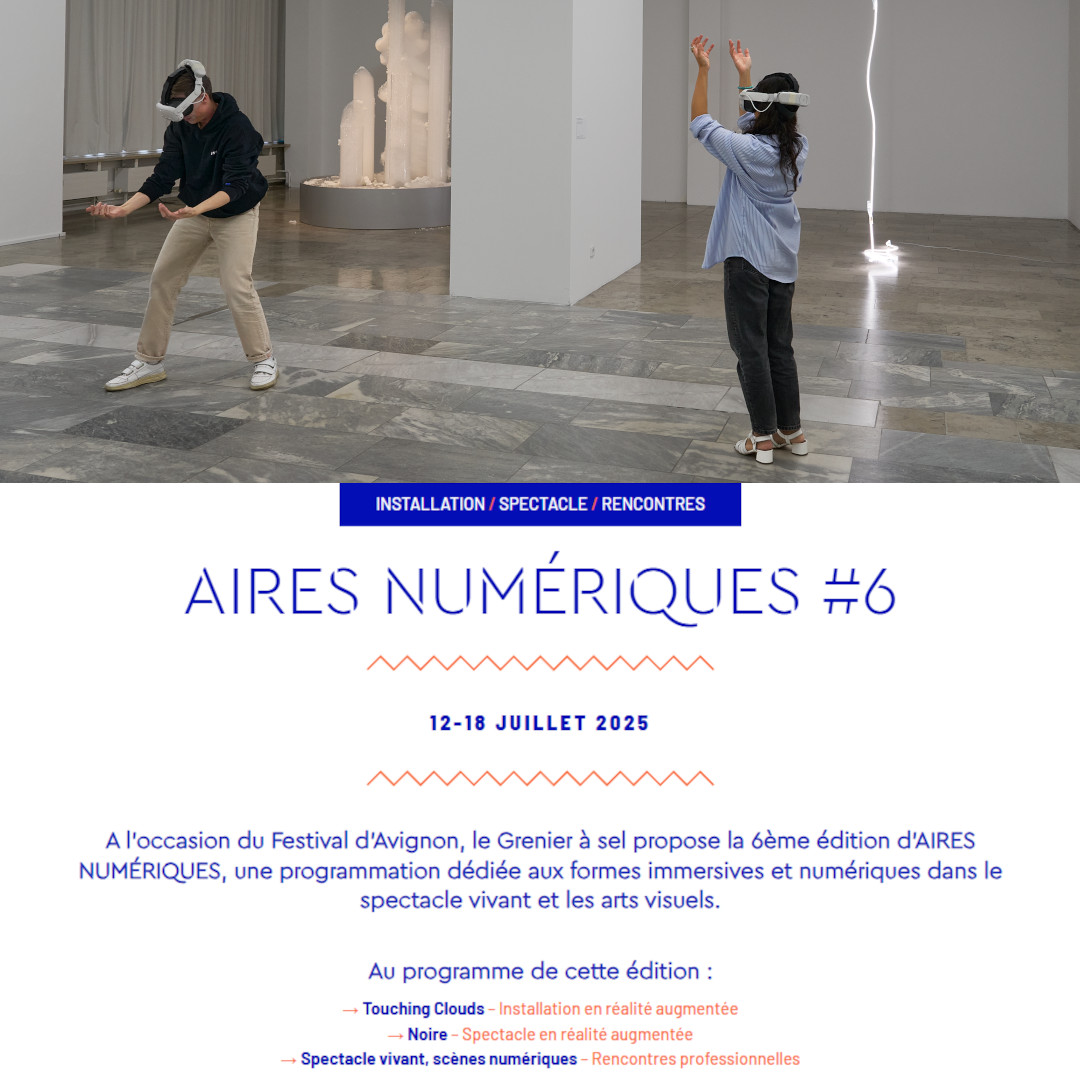 INSTALLATION / SPECTACLE / RENCONTRES
AIRES NUMÉRIQUES #6
12-18 JUILLET 2025
A l'occasion du Festival d'Avignon, le Grenier à sel propose la 6ème édition d'AIRES
NUMÉRIQUES, une programmation dédiée aux formes immersives et numériques dans le
spectacle vivant et les arts visuels.
Au programme de cette édition :
→ Touching Clouds – Installation en réalité augmentée
→ Noire – Spectacle en réalité augmentée
→ Spectacle vivant, scènes numériques – Rencontres professionnelles